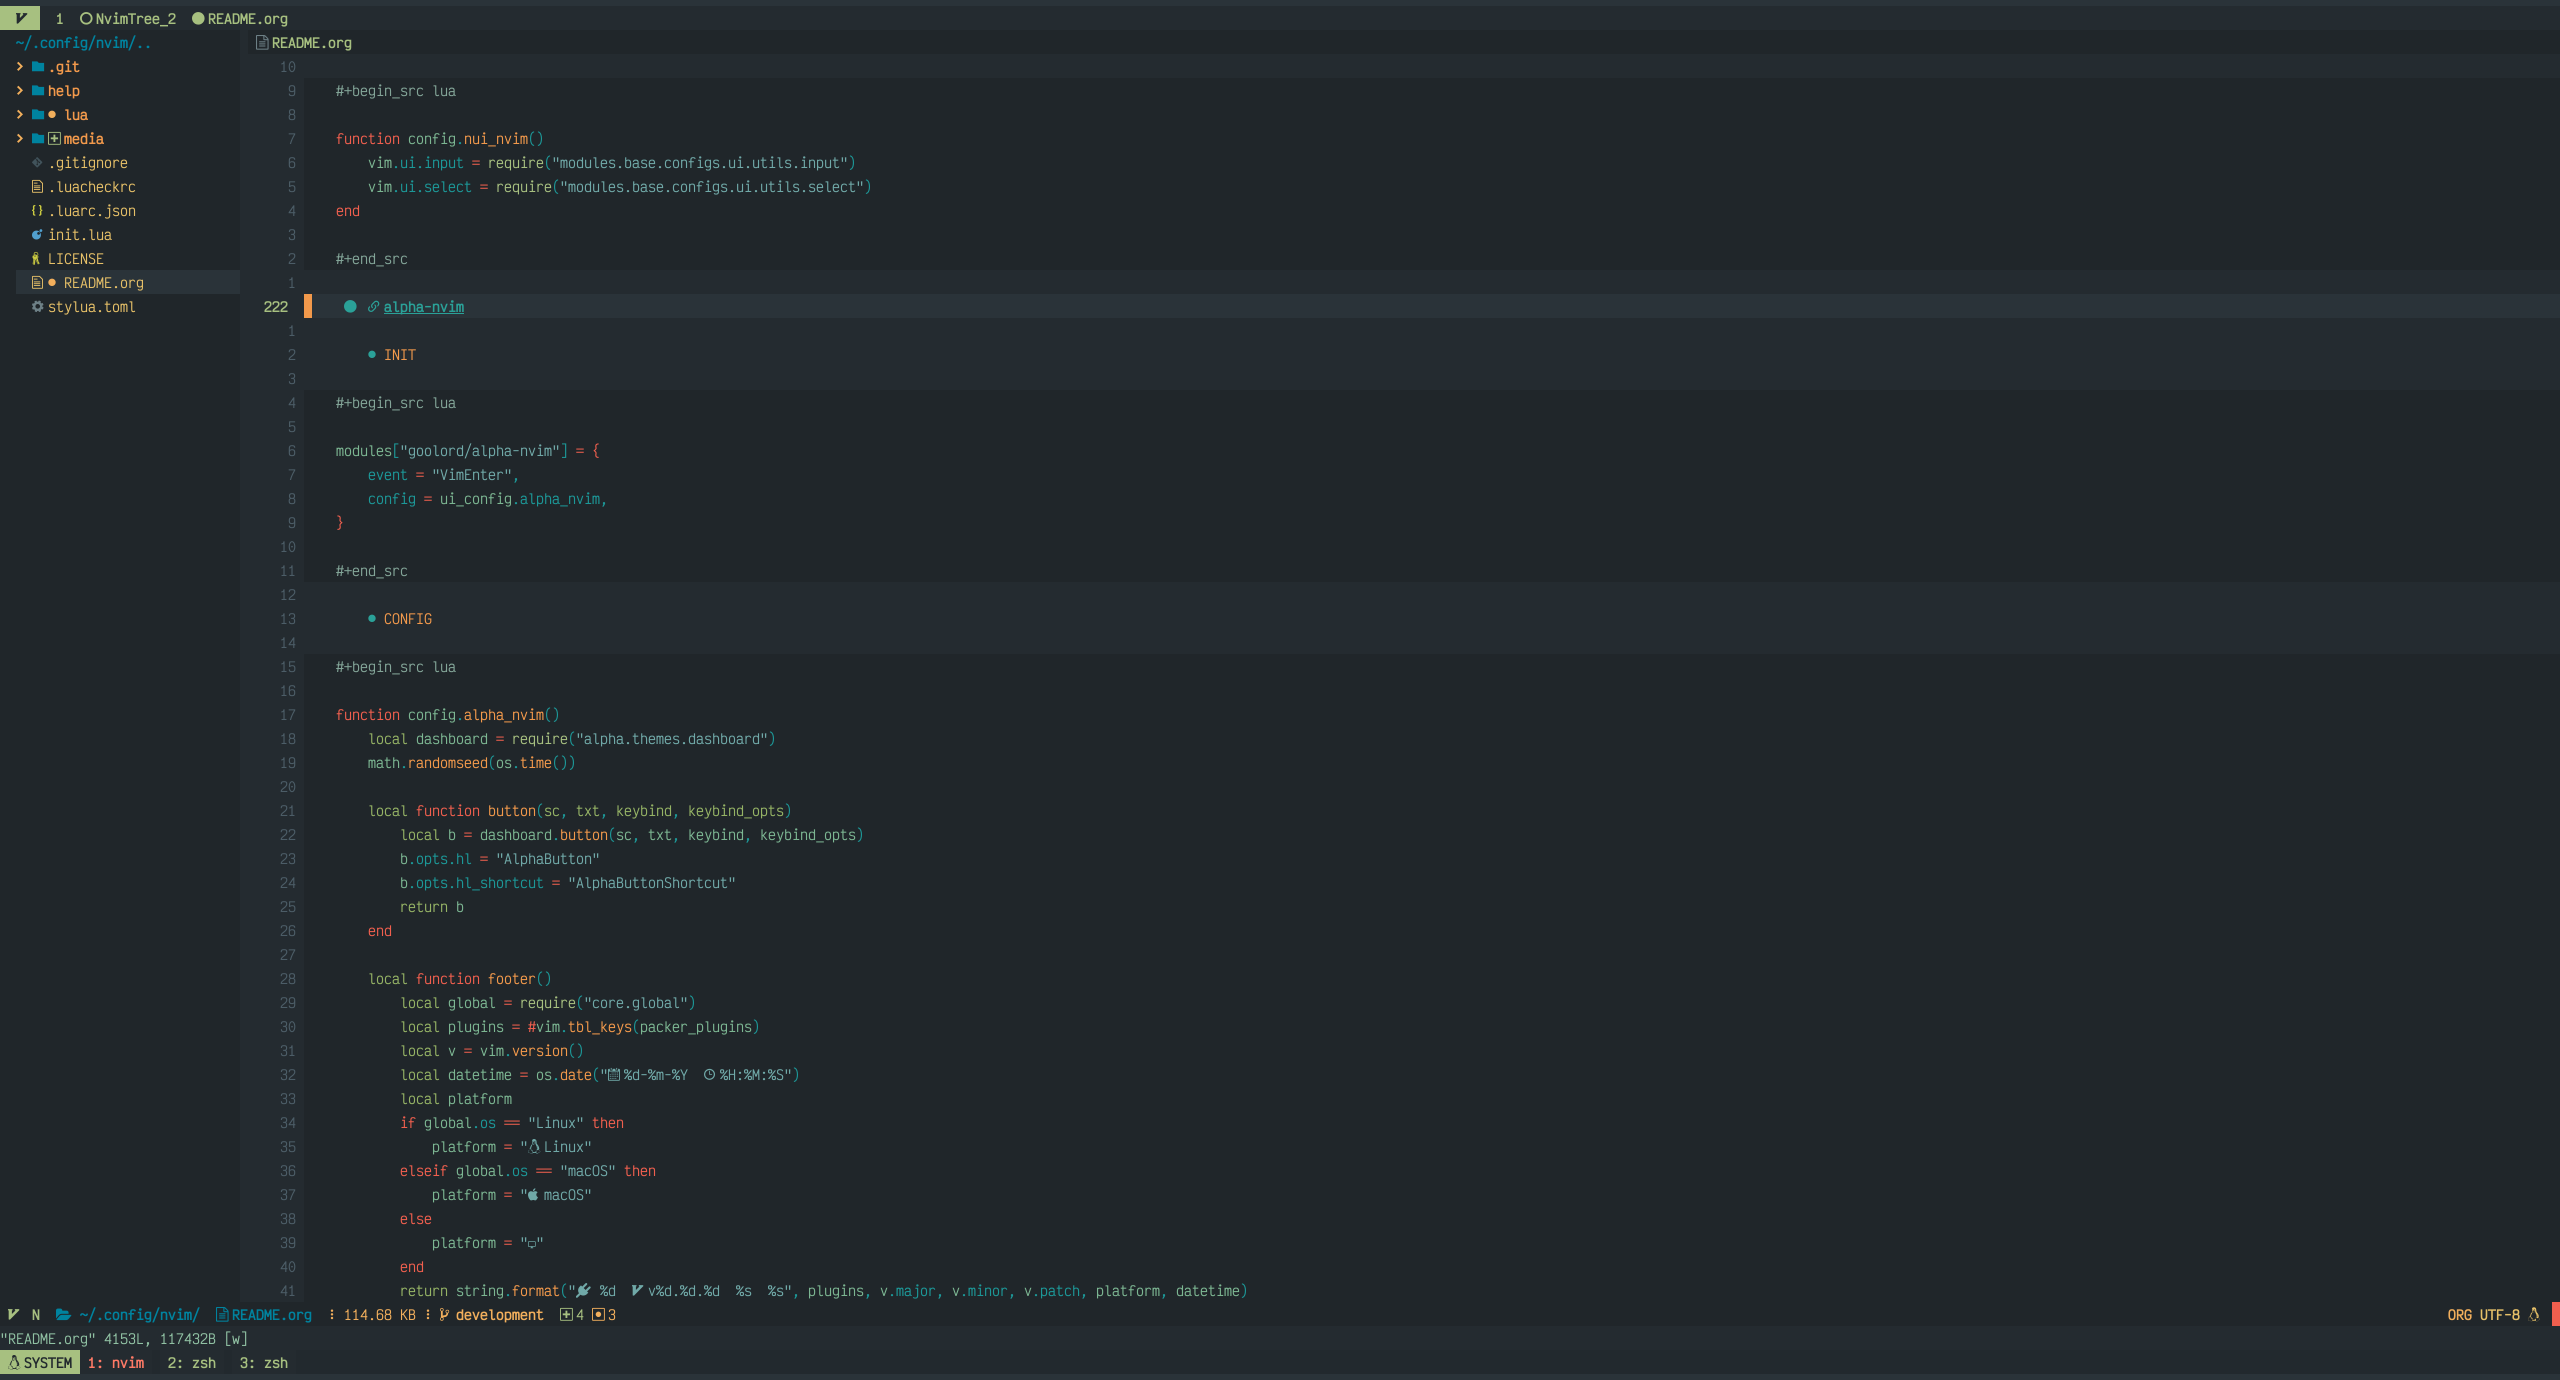 1 NvimTree_2 README.org
~/.config/nvim/..
.git
help
lua
media
.gitignore
.luacheckrc
.luarc.json
init.lua
LICENSE
README.org
stylua.toml
README.org
10
9 #+begin_src lua
8
7 function config.nui_nvim()
6 vim.ui.input = require("modules.base.configs.ui.utils.input")
5 vim.ui.select = require("modules.base.configs.ui.utils.select")
4 end
3
2 #+end_src
1
222 alpha-nvim
1
2 INIT
3
4 #+begin_src lua
5
6 modules["goolord/alpha-nvim"] = {
7 event = "VimEnter",
8 config = ui_config.alpha_nvim,
9 }
10
11 #+end_src
12
13 CONFIG
14
15 #+begin_src lua
16
17 function config.alpha_nvim()
18 local dashboard = require("alpha.themes.dashboard")
19 math.randomseed(os.time())
20
21 local function button(sc, txt, keybind, keybind_opts)
22 local b = dashboard.button(sc, txt, keybind, keybind_opts)
23 b.opts.hl = "AlphaButton"
24 b.opts.hl_shortcut = "AlphaButtonShortcut"
25 return b
26 end
27
28 local function footer()
29 local global = require("core.global")
30 local plugins = #vim.tbl_keys(packer_plugins)
31 local v = vim.version()
32 local datetime = os.date("%d-%m-%Y %H:%M:%S")
33 local platform
34 if global.os == "Linux" then
35 platform = "Linux"
36 elseif global.os == "macOS" then
37 platform = "macOS"
38 else
39 platform = ""
40 end
41 return string.format("%d v%d.%d.%d %s %s", plugins, v.major, v.minor, v.patch, platform, datetime)
N ~/.config/nvim/ README.org 114.68 KB development 4 3 ORG UTF-8
"README.org" 4153L, 117432B [w]
SYSTEM 1: nvim 2: zsh 3: zsh